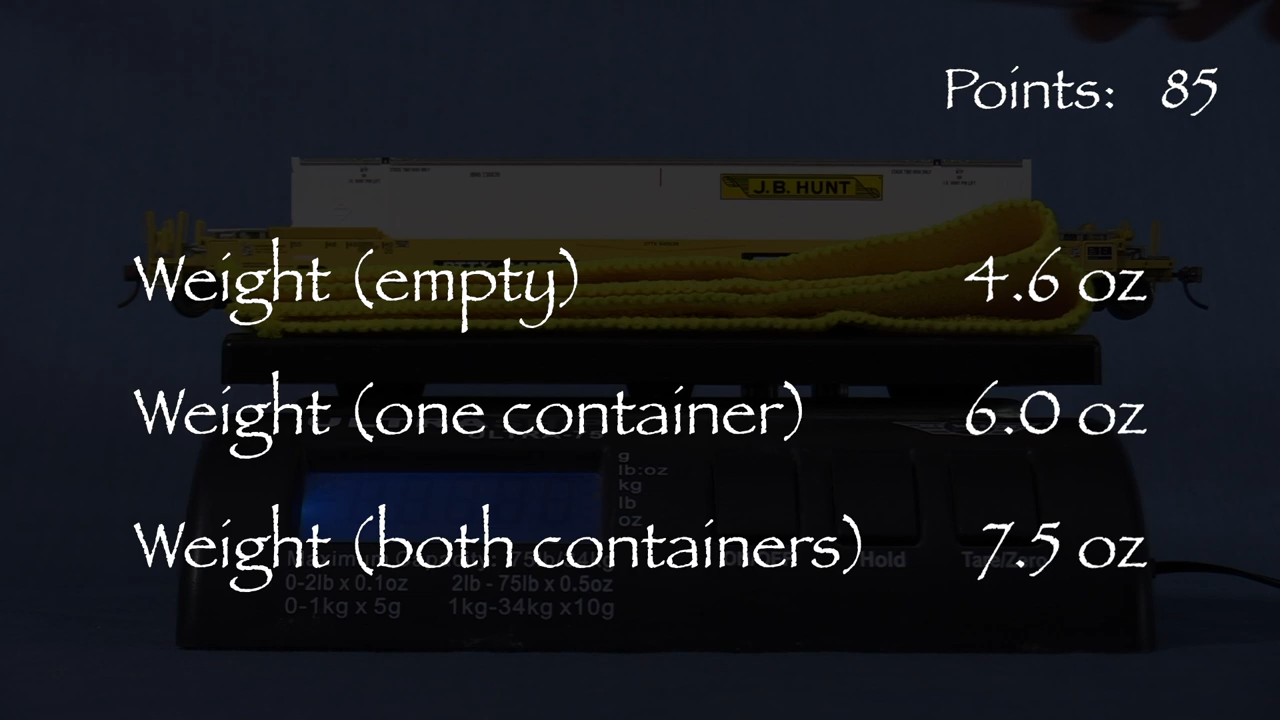 Points: 85
J.B. HUNT
Weight (empty) 4.6 oz
Weight (one container) 6.0 oz
g
lb:oz
kg
lb
oz
Weight (both containers) 7.5 oz
Hold
0-2lb x 0.1oz 2lb - 75lb x 0.5oz
0-1kg x 5g 1kg-34kg x10g